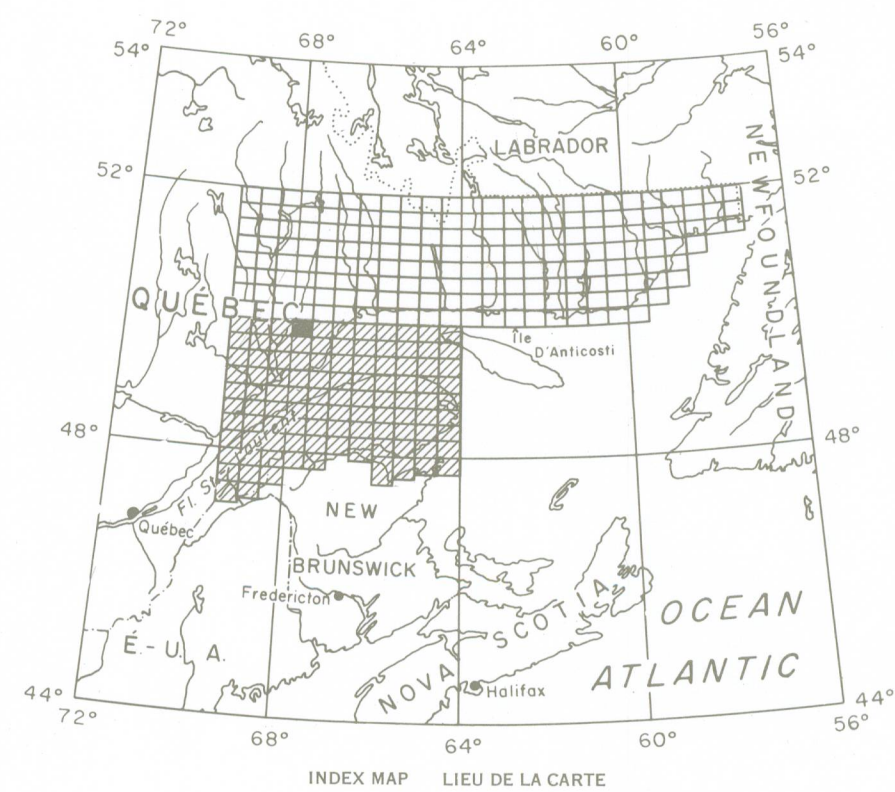 72°
68°
64°
60°
56°
54°
54°
LABRADOR
52°
52°
NEWFOUNDLAND
QUÉBEC
Île
D'Anticosti
48°
48°
Fl. St. Laurent
Québec
NEW
BRUNSWICK
Fredericton
É.-U. A.
NOVA SCOTIA
Halifax
OCEAN
ATLANTIC
44°
44°
72°
68°
64°
60°
56°
INDEX MAP LIEU DE LA CARTE